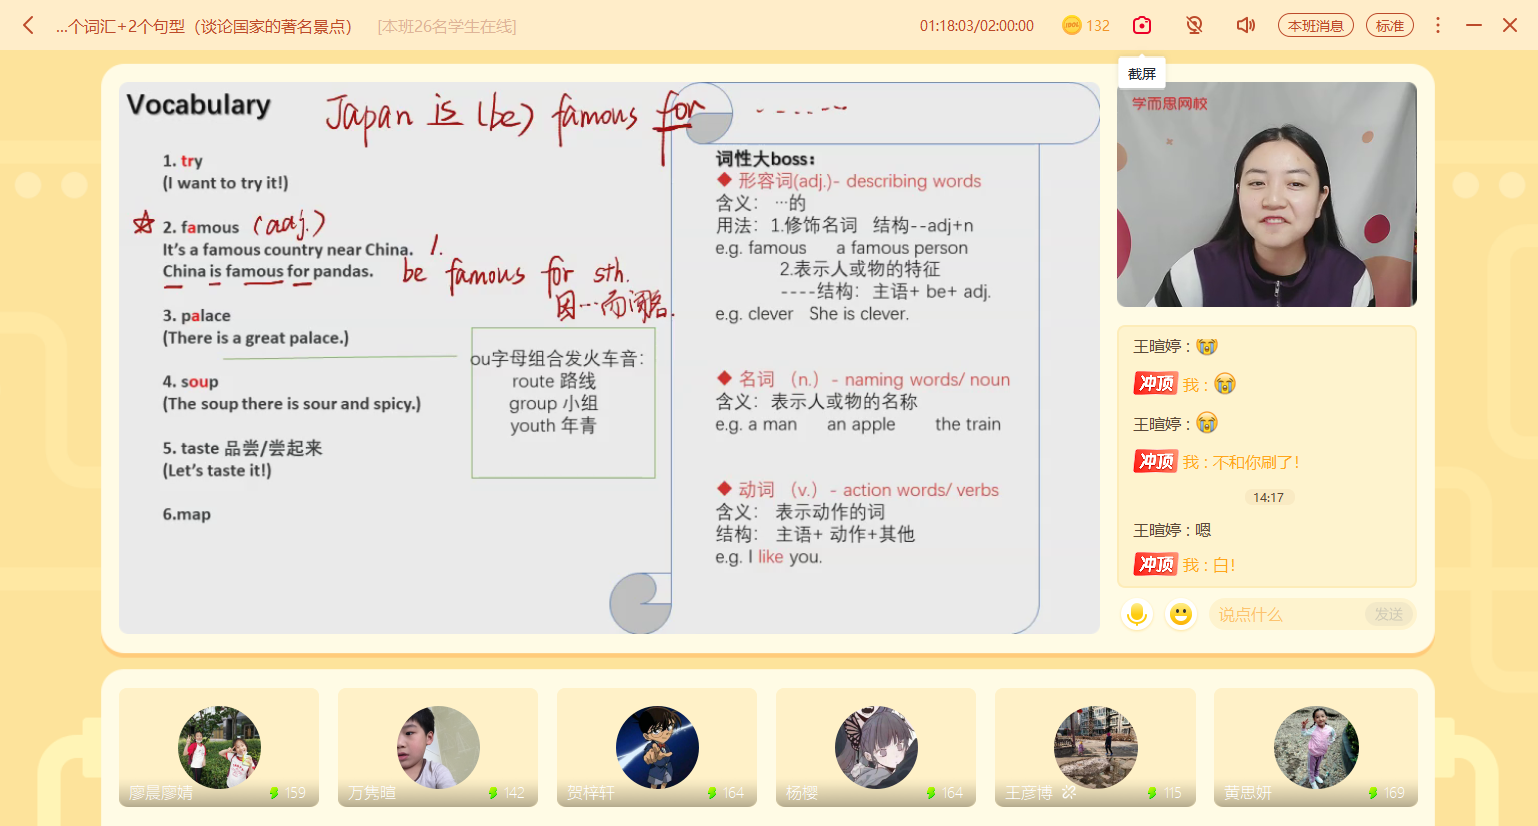 ...个词汇+2个句型（谈论国家的著名景点）
[本班26名学生在线]
01:18:03/02:00:00
132
本班消息
标准
截屏
Vocabulary
Japan 是 (be) famous for ······
1. try
(I want to try it!)
2. famous (adj.)
It's a famous country near China. 1.
China is famous for pandas.
be famous for sth.
因…而闻名.
3. palace
(There is a great palace.)
4. soup
(The soup there is sour and spicy.)
5. taste 品尝/尝起来
(Let's taste it!)
6.map
ou字母组合发火车音：
route 路线
group 小组
youth 年青
词性大boss：
◆ 形容词(adj.)- describing words
含义： ···的
用法：1.修饰名词 结构--adj+n
e.g. famous a famous person
2.表示人或物的特征
----结构：主语+ be+ adj.
e.g. clever She is clever.
◆ 名词 （n.）- naming words/ noun
含义：表示人或物的名称
e.g. a man an apple the train
◆ 动词 （v.）- action words/ verbs
含义： 表示动作的词
结构： 主语+ 动作+其他
e.g. I like you.
学而思网校
王暄婷 : 😭
冲顶 我 : 😭
王暄婷 : 😭
冲顶 我 : 不和你刷了！
14:17
王暄婷 : 嗯
冲顶 我 : 白！
说点什么
发送
廖晨廖婧 159
万隽暄 142
贺梓轩 164
杨樱 164
王彦博 115
黄思妍 169